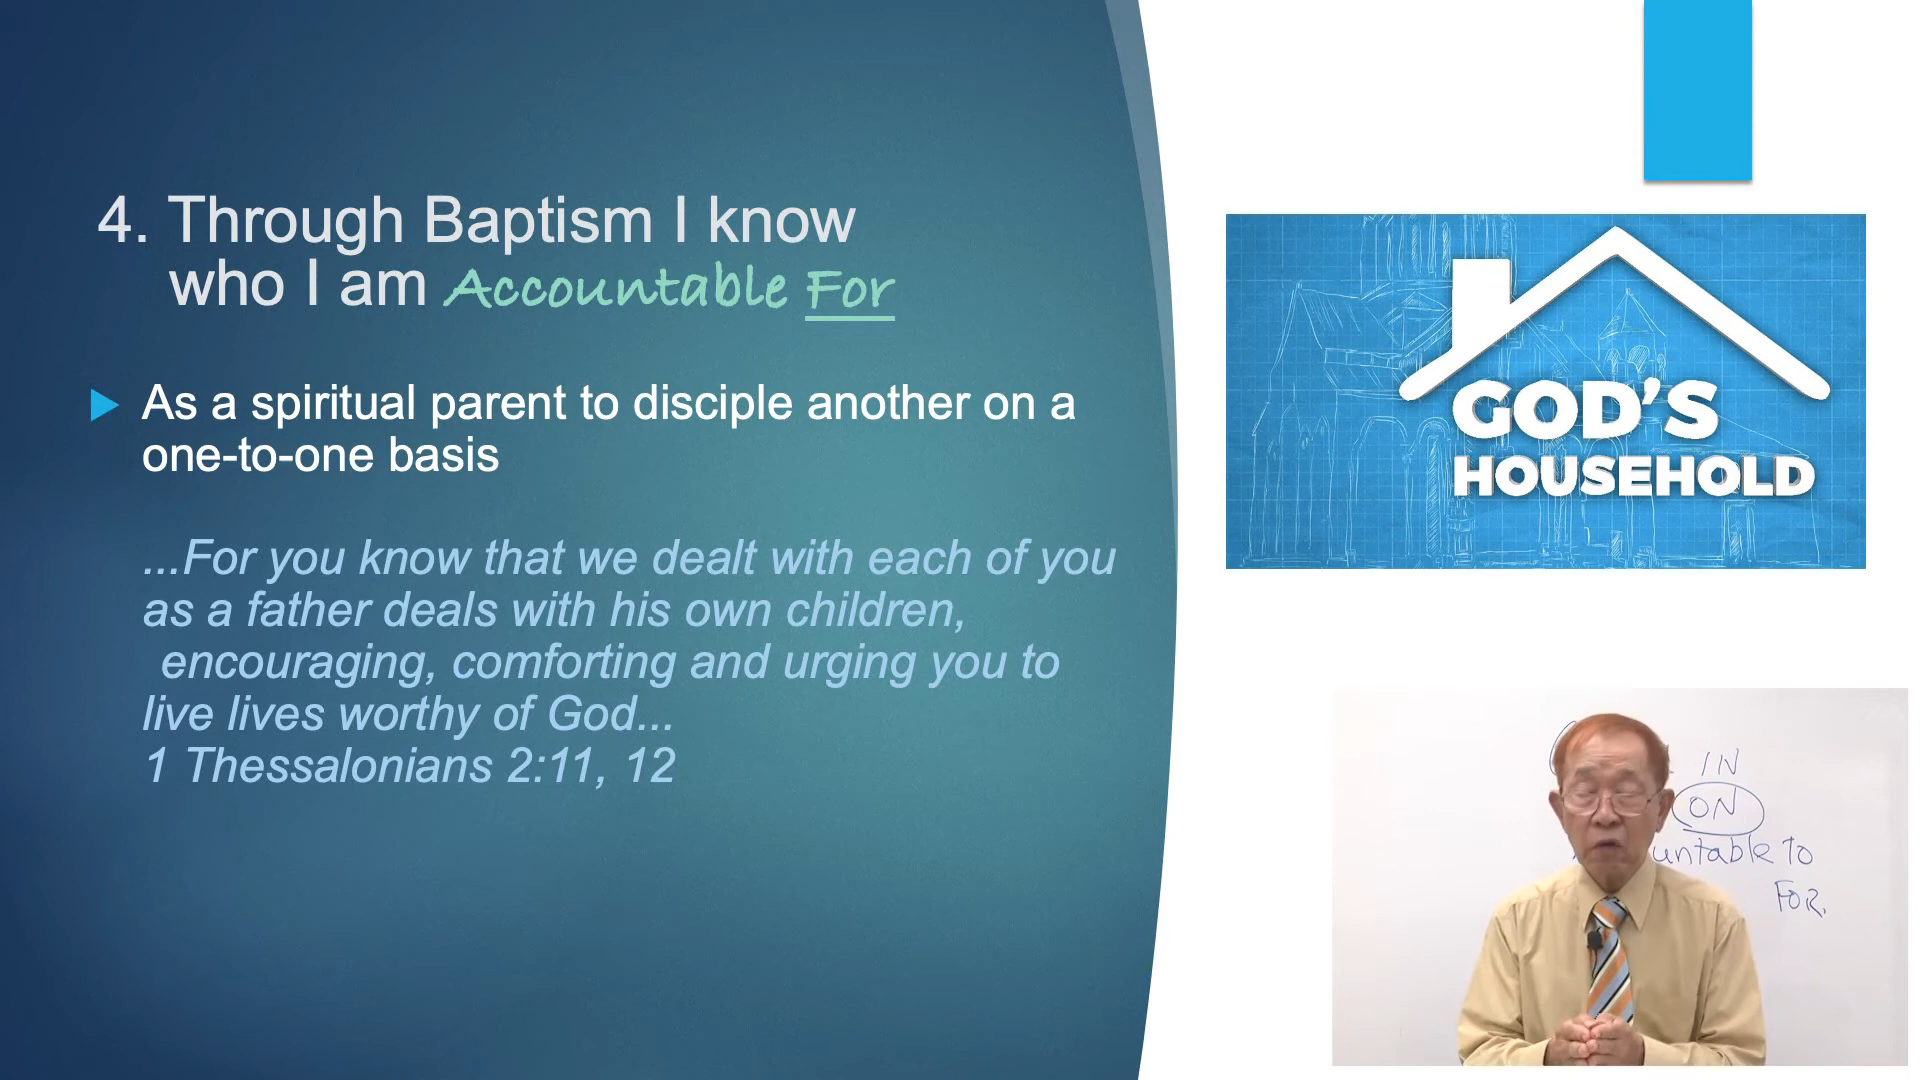 4. Through Baptism I know
who I am Accountable For
As a spiritual parent to disciple another on a
one-to-one basis
...For you know that we dealt with each of you
as a father deals with his own children,
encouraging, comforting and urging you to
live lives worthy of God...
1 Thessalonians 2:11, 12
GOD'S
HOUSEHOLD
IN
ON
untable To
FOR.